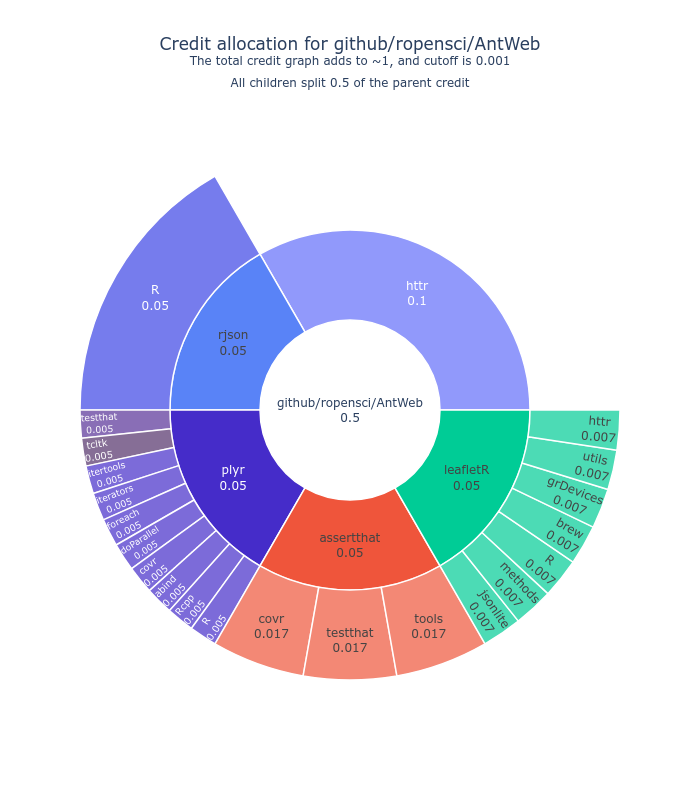 Credit allocation for github/ropensci/AntWeb
The total credit graph adds to ~1, and cutoff is 0.001
All children split 0.5 of the parent credit
httr
0.1
R
0.05
rjson
0.05
github/ropensci/AntWeb
0.5
plyr
0.05
leafletR
0.05
assertthat
0.05
testthat
0.005
tcltk
0.005
itertools
0.005
iterators
0.005
foreach
0.005
doParallel
0.005
covr
0.005
abind
0.005
Rcpp
0.005
R
0.005
covr
0.017
testthat
0.017
tools
0.017
httr
0.007
utils
0.007
grDevices
0.007
brew
0.007
R
0.007
methods
0.007
jsonlite
0.007